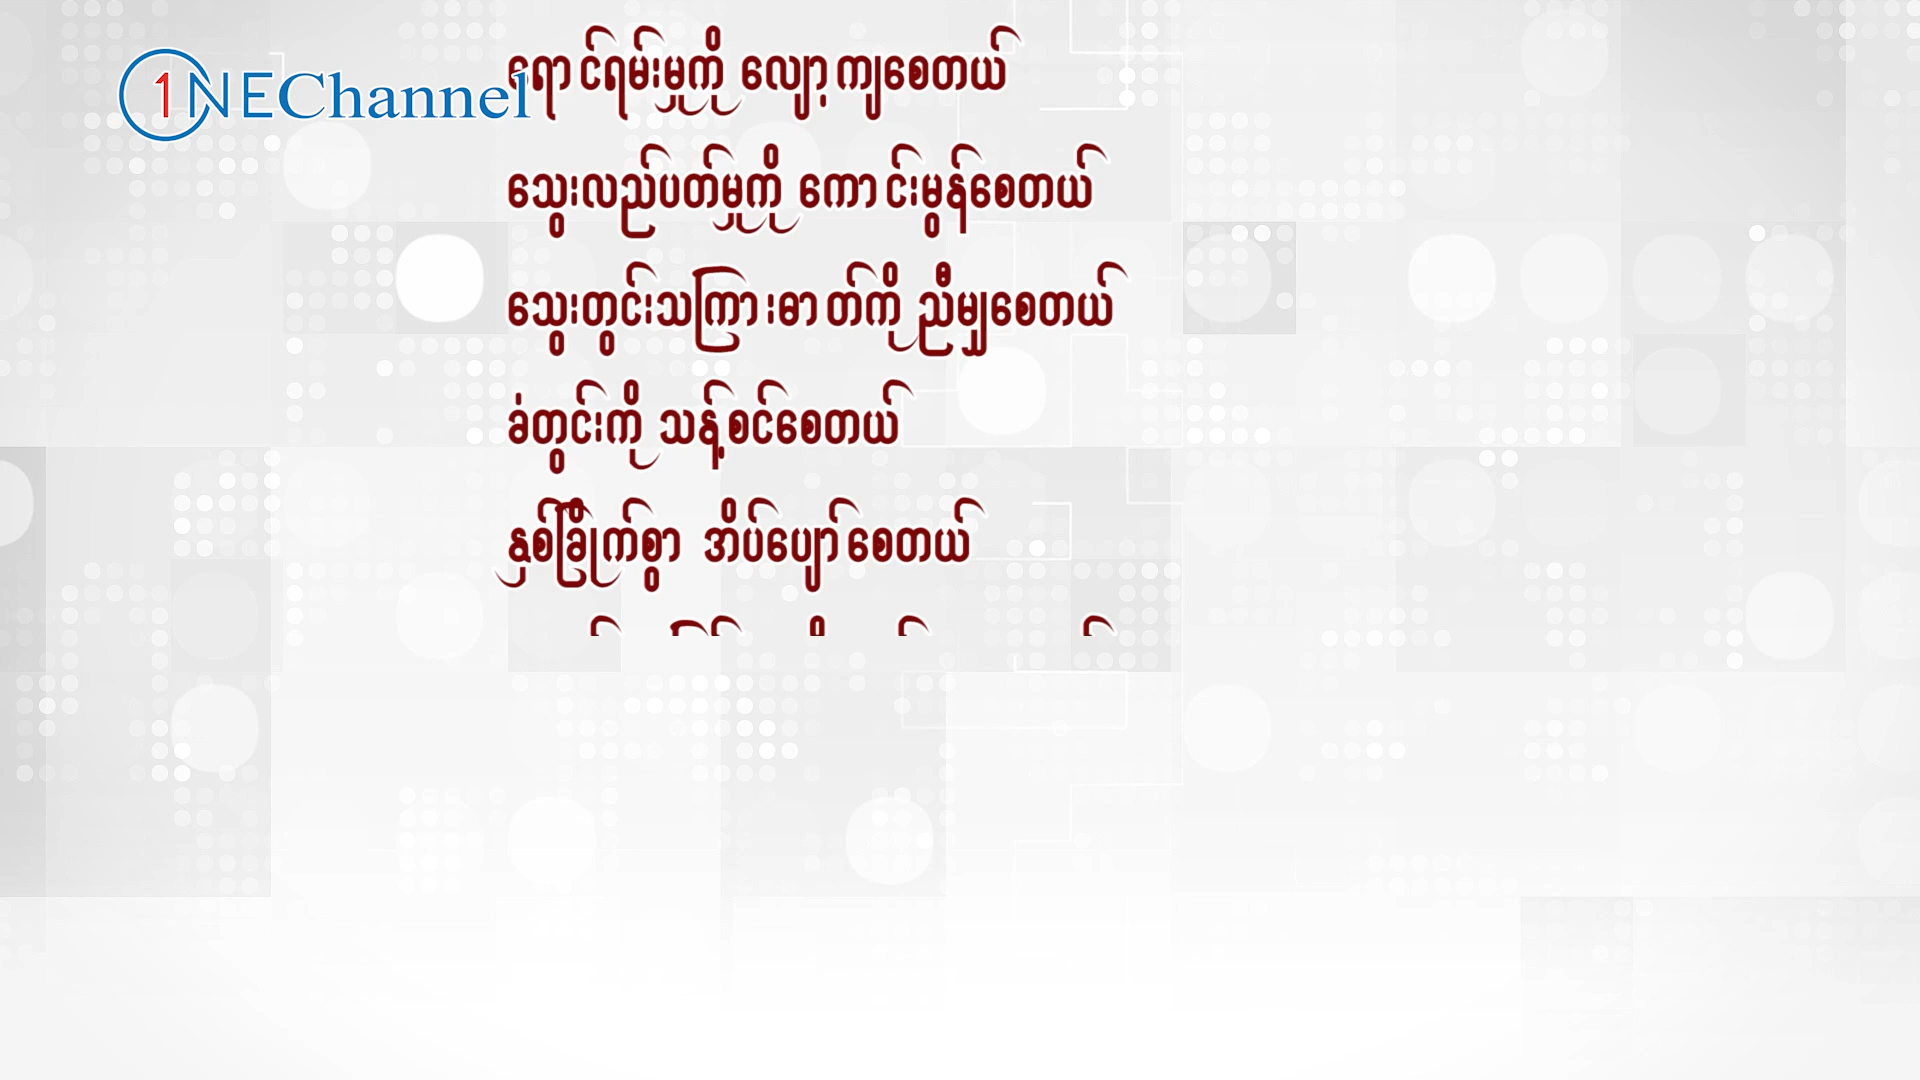 1NEChannel
ရောင်ရမ်းမှုကို လျော့ကျစေတယ်
သွေးလည်ပတ်မှုကို ကောင်းမွန်စေတယ်
သွေးတွင်းသကြားဓာတ်ကို ညီမျှစေတယ်
ခံတွင်းကို သန့်စင်စေတယ်
နှစ်ခြိုက်စွာ အိပ်ပျော်စေတယ်